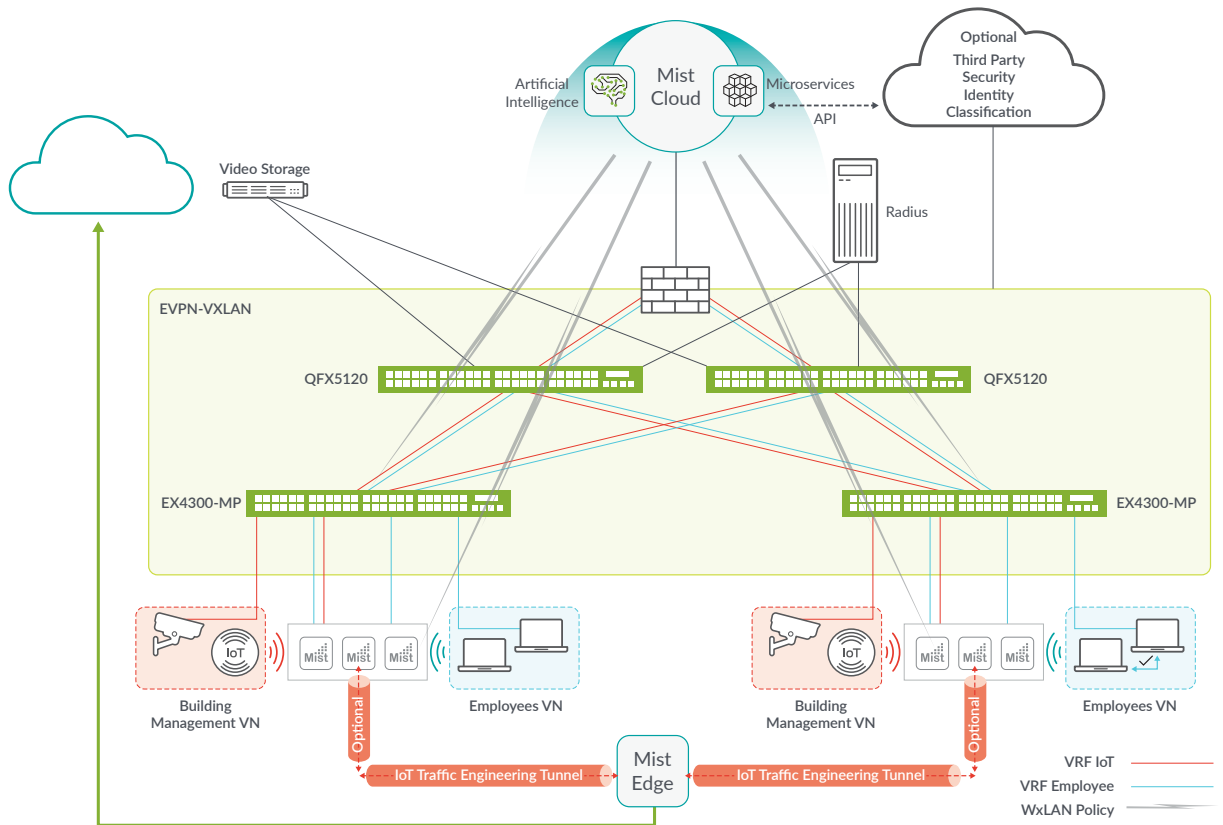 Optional
Third Party
Security
Identity
Classification
Mist
Cloud
Artificial
Intelligence
Microservices
API
Video Storage
Radius
EVPN-VXLAN
QFX5120
QFX5120
EX4300-MP
EX4300-MP
IoT
Mist
Mist
Mist
IoT
Mist
Mist
Mist
Building
Management VN
Optional
Employees VN
Building
Management VN
Optional
Employees VN
IoT Traffic Engineering Tunnel
Mist
Edge
IoT Traffic Engineering Tunnel
VRF IoT
VRF Employee
WxLAN Policy